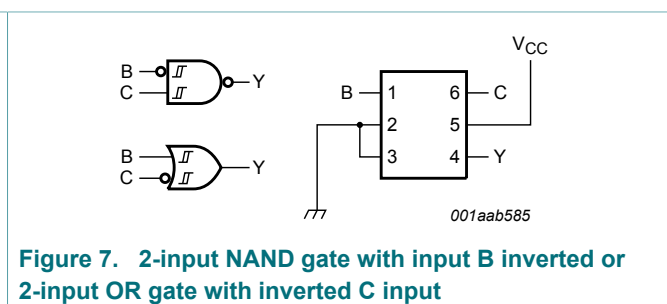 B
C
Y
B
C
Y
V_CC
B 1 6 C
2 5
3 4 Y
001aab585
Figure 7. 2-input NAND gate with input B inverted or
2-input OR gate with inverted C input